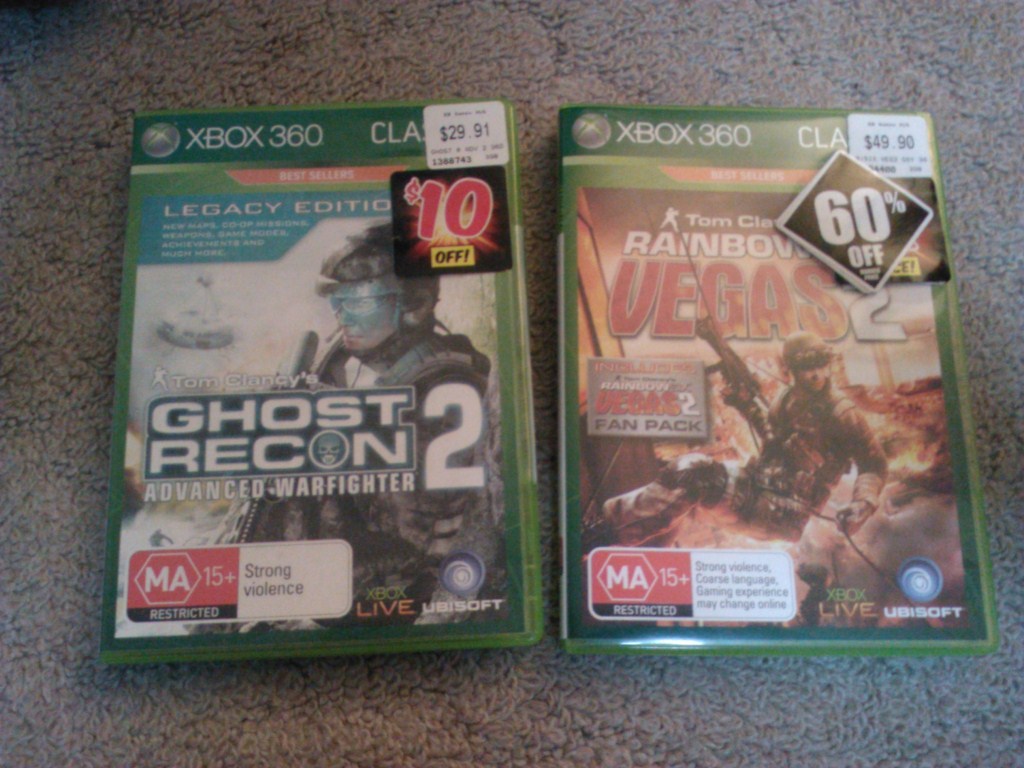 XBOX 360 CLA
$29.91
1388743
BEST SELLERS
$10
OFF!
LEGACY EDITIO
NEW MAPS, CO-OP MISSIONS,
WEAPONS, GAME MODES,
ACHIEVEMENTS AND
MUCH MORE.
Tom Clancy's
GHOST
RECON 2
ADVANCED WARFIGHTER
MA 15+
RESTRICTED
Strong
violence
XBOX
LIVE
UBISOFT
XBOX 360 CLA
$49.90
BEST SELLERS
60%
OFF
CE!
Tom Cla
RAINBOW
VEGAS 2
INCLUDES
RAINBOW
VEGAS 2
FAN PACK
MA 15+
RESTRICTED
Strong violence,
Coarse language,
Gaming experience
may change online
XBOX
LIVE
UBISOFT